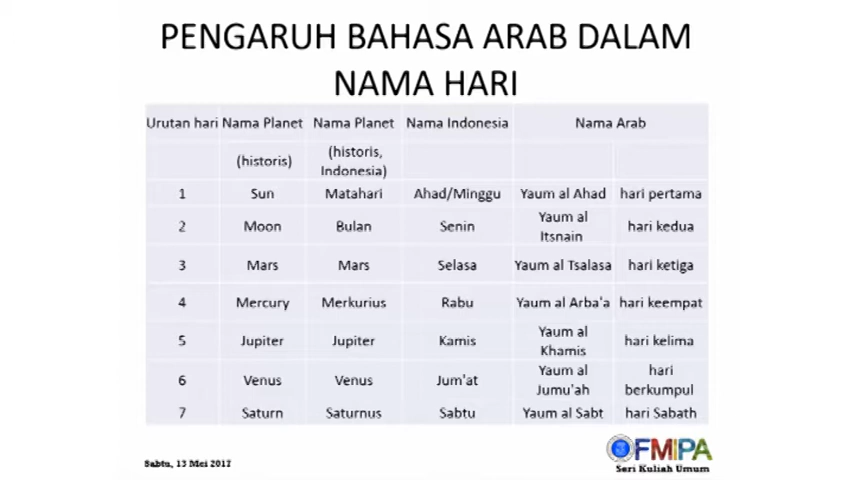 PENGARUH BAHASA ARAB DALAM
NAMA HARI
Urutan hari Nama Planet Nama Planet Nama Indonesia Nama Arab
(historis) (historis, Indonesia)
1 Sun Matahari Ahad/Minggu Yaum al Ahad hari pertama
2 Moon Bulan Senin Yaum al Itsnain hari kedua
3 Mars Mars Selasa Yaum al Tsalasa hari ketiga
4 Mercury Merkurius Rabu Yaum al Arba'a hari keempat
5 Jupiter Jupiter Kamis Yaum al Khamis hari kelima
6 Venus Venus Jum'at Yaum al Jumu'ah hari berkumpul
7 Saturn Saturnus Sabtu Yaum al Sabt hari Sabath
Sabtu, 13 Mei 2017
FMIPA
Seri Kuliah Umum